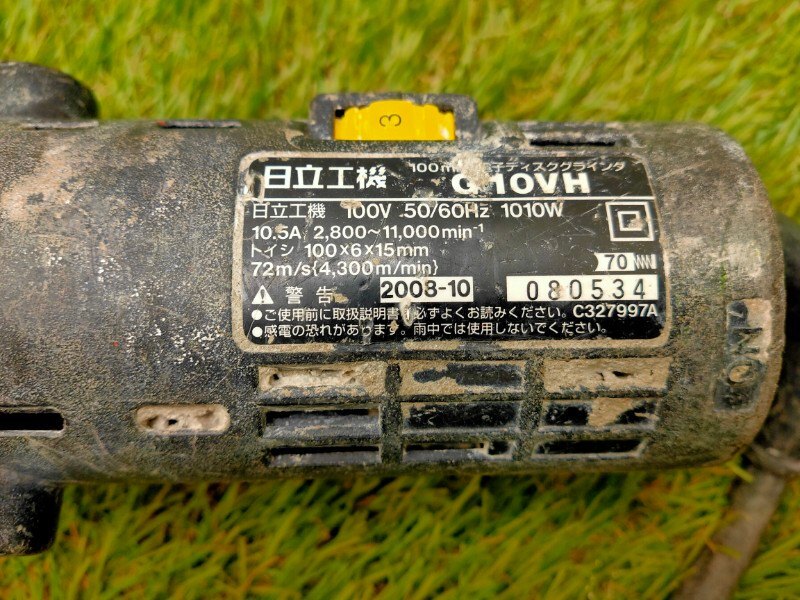 3
100m 子ディスクグラインダ
日立工機 G10VH
日立工機 100V 50/60Hz 1010W
10.5A 2,800~11,000min⁻¹
トイシ 100×6×15mm
72m/s{4,300m/min} 70
警告 2008-10 080534
●ご使用前に取扱説明書 必ずよくお読みください。C327997A
●感電の恐れがあります。雨中では使用しないでください。